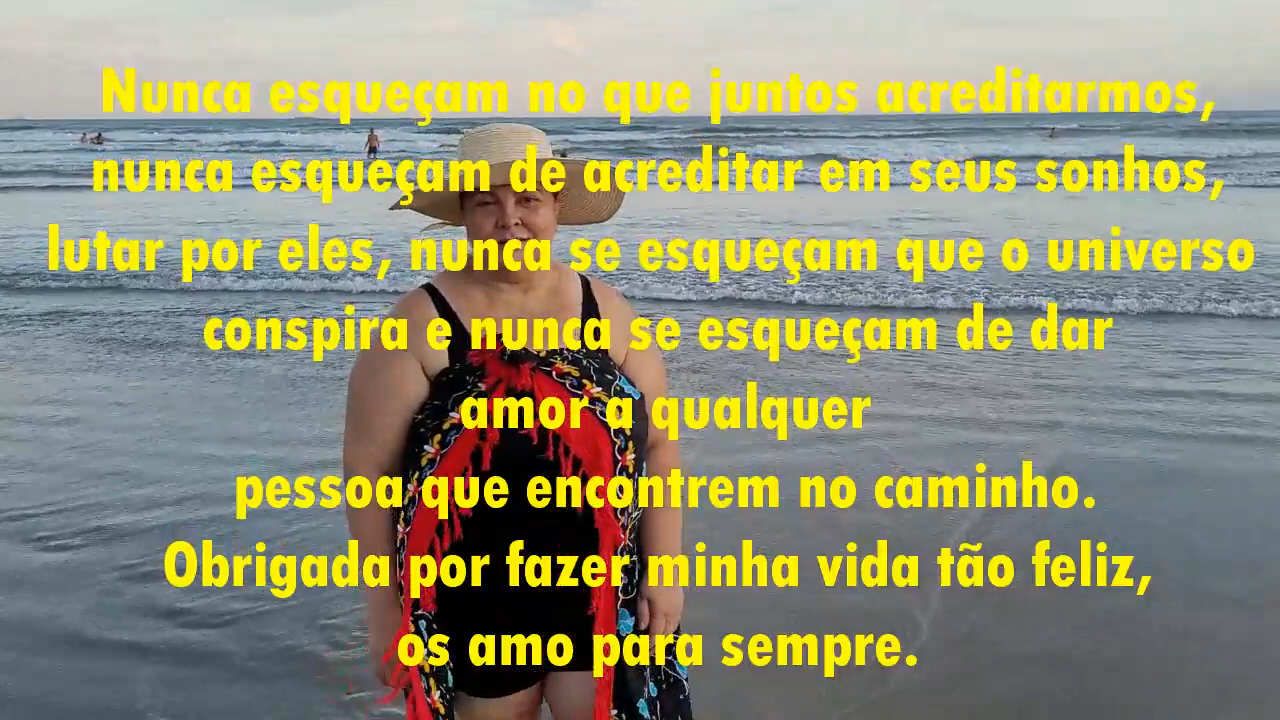 Nunca esqueçam no que juntos acreditarmos,
nunca esqueçam de acreditar em seus sonhos,
lutar por eles, nunca se esqueçam que o universo
conspira e nunca se esqueçam de dar
amor a qualquer
pessoa que encontrem no caminho.
Obrigada por fazer minha vida tão feliz,
os amo para sempre.